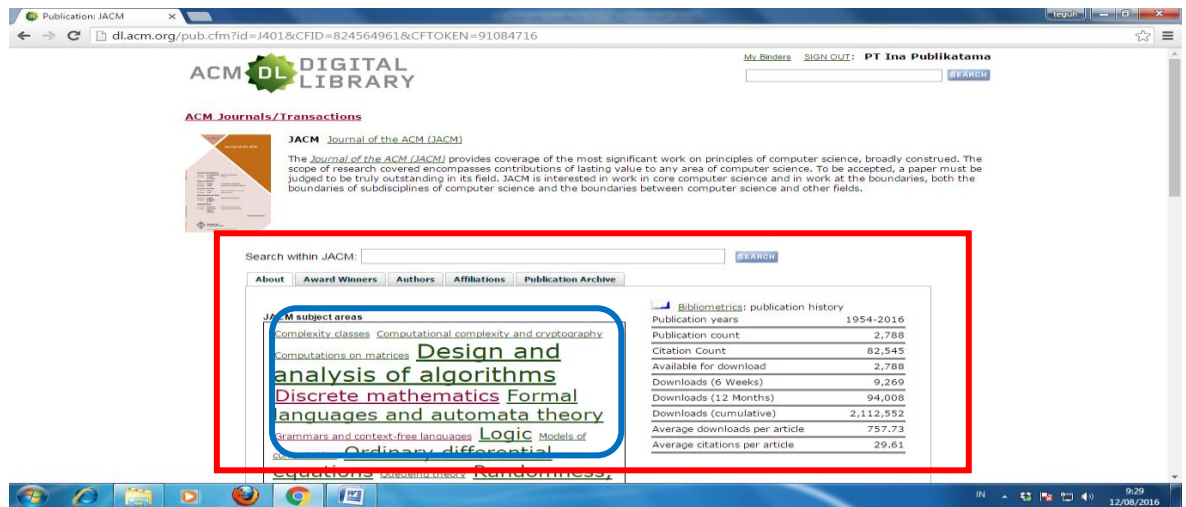 Publication: JACM
teguh
dl.acm.org/pub.cfm?id=J401&CFID=824564961&CFTOKEN=91084716
ACM DL DIGITAL LIBRARY
My Binders SIGN OUT: PT Ina Publikatama
SEARCH
ACM Journals/Transactions
JACM Journal of the ACM (JACM)
The Journal of the ACM (JACM) provides coverage of the most significant work on principles of computer science, broadly construed. The
scope of research covered encompasses contributions of lasting value to any area of computer science. To be accepted, a paper must be
judged to be truly outstanding in its field. JACM is interested in work in core computer science and in work at the boundaries, both the
boundaries of subdisciplines of computer science and the boundaries between computer science and other fields.
Search within JACM:
SEARCH
About Award Winners Authors Affiliations Publication Archive
JACM subject areas
Complexity classes Computational complexity and cryptography
Computations on matrices Design and
analysis of algorithms
Discrete mathematics Formal
languages and automata theory
Grammars and context-free languages Logic Models of
Ordinary differential
equations Queueing theory Randomness,
Bibliometrics: publication history
Publication years 1954-2016
Publication count 2,788
Citation Count 82,545
Available for download 2,788
Downloads (6 Weeks) 9,269
Downloads (12 Months) 94,008
Downloads (cumulative) 2,112,552
Average downloads per article 757.73
Average citations per article 29.61
IN
9:29
12/08/2016